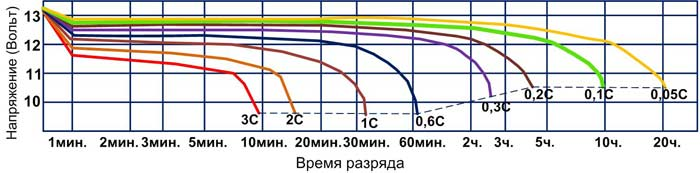 Напряжение (Вольт)
13
12
11
10
3C 2C 1C 0,6C 0,3C 0,2C 0,1C 0,05C
1мин. 2мин. 3мин. 5мин. 10мин. 20мин. 30мин. 60мин. 2ч. 3ч. 5ч. 10ч. 20ч.
Время разряда